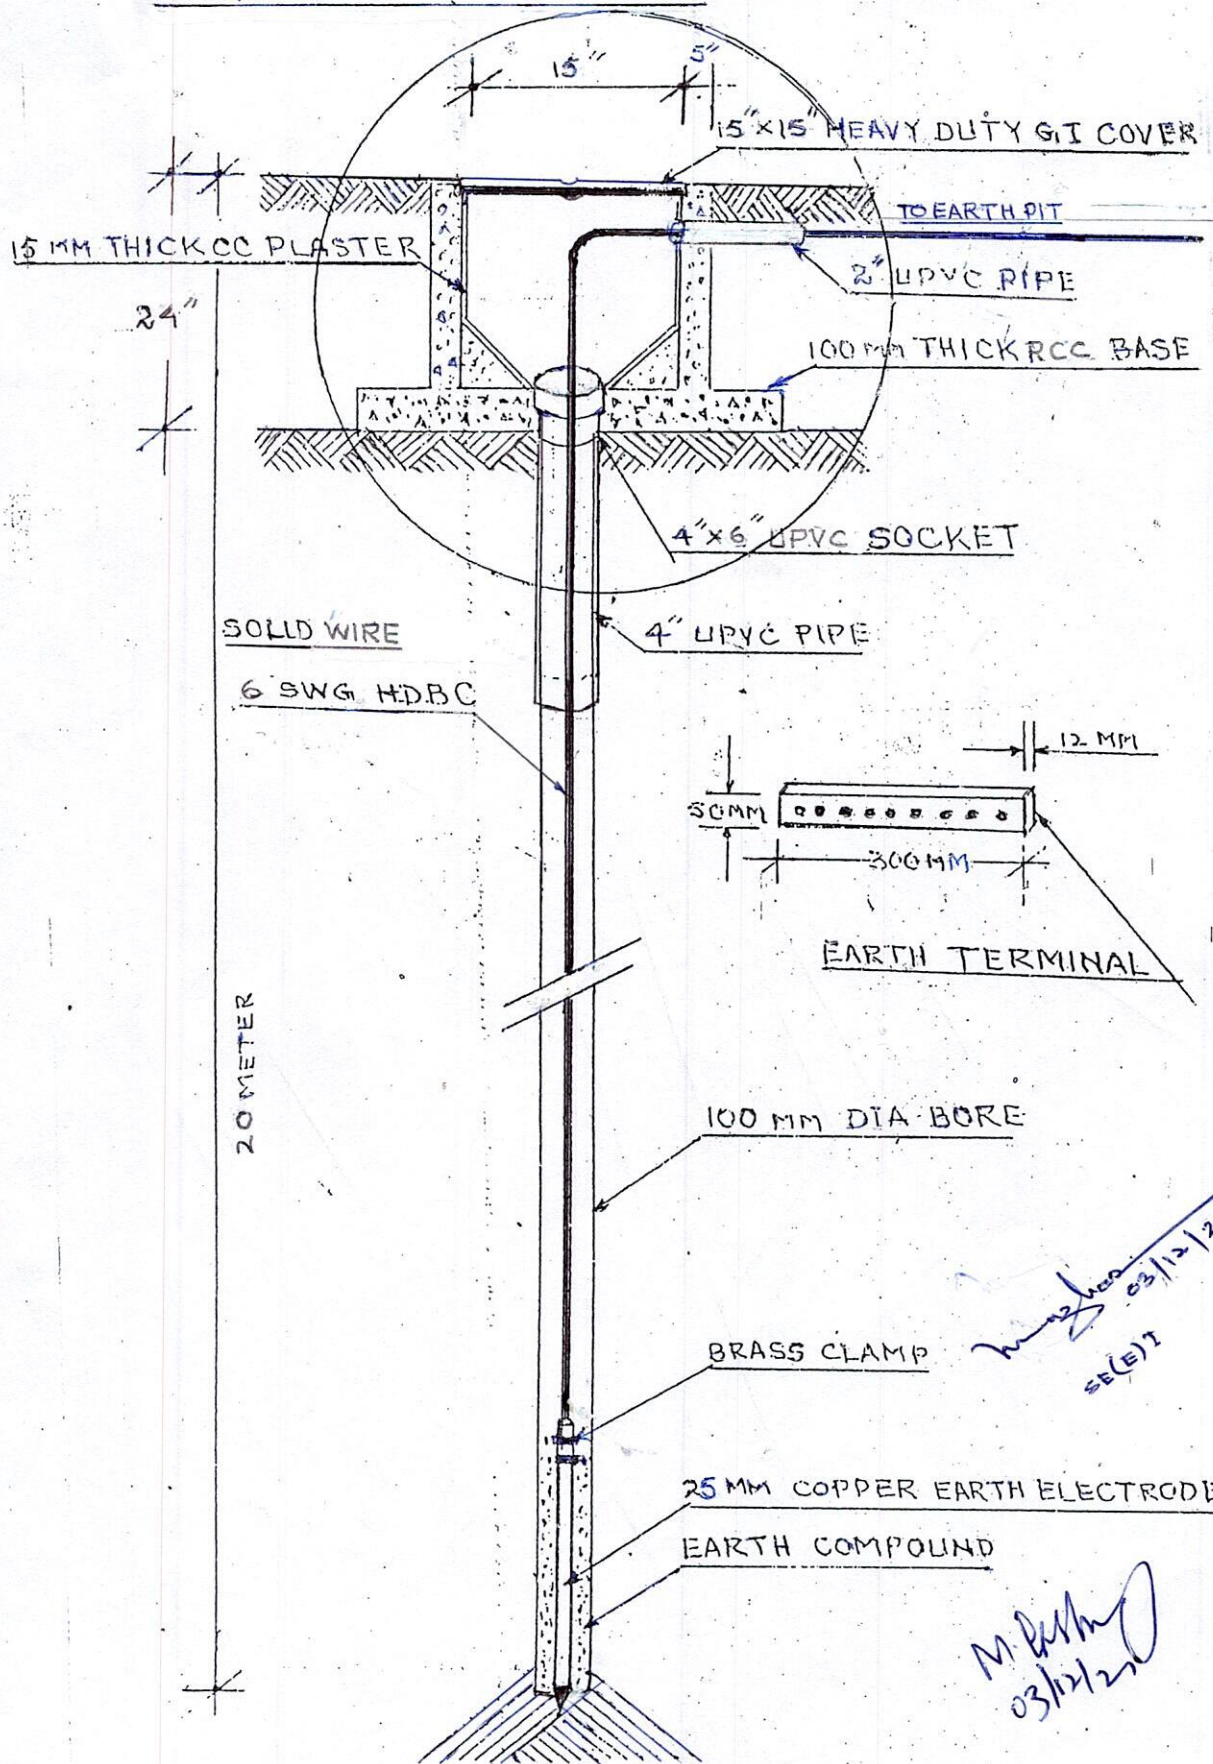 15"
5"
15"×15" HEAVY DUTY G.I COVER
TO EARTH PIT
15 MM THICK CC PLASTER
2" UPVC PIPE
24"
100 MM THICK RCC BASE
4"×6" UPVC SOCKET
SOLID WIRE
4" UPVC PIPE
6 SWG H.D.B.C
12 MM
50MM
300MM
EARTH TERMINAL
20 METER
100 MM DIA BORE
03/12/2
SE(E)I
BRASS CLAMP
25 MM COPPER EARTH ELECTRODE
EARTH COMPOUND
03/12/21